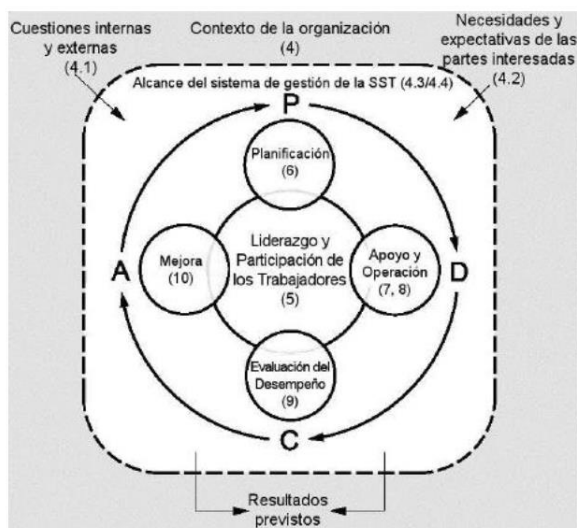 Cuestiones internas
y externas
(4.1)
Contexto de la organización
(4)
Necesidades y
expectativas de las
partes interesadas
(4.2)
Alcance del sistema de gestión de la SST (4.3/4.4)
P
Planificación
(6)
A
Mejora
(10)
Liderazgo y
Participación de
los Trabajadores
(5)
Apoyo y
Operación
(7, 8)
D
Evaluación del
Desempeño
(9)
C
Resultados
previstos